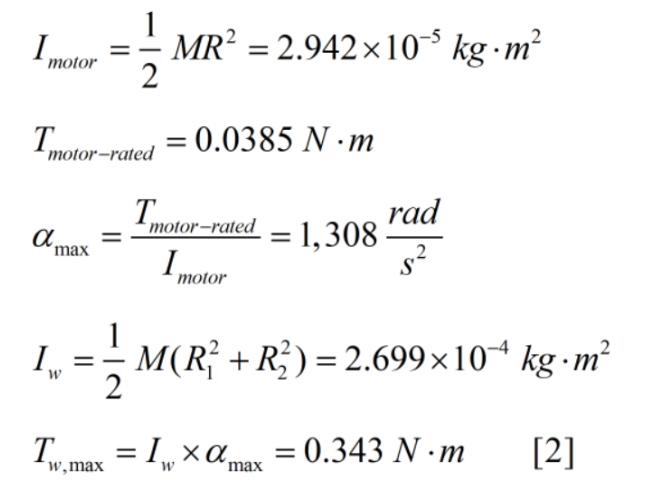 I_motor = 1/2 MR² = 2.942×10⁻⁵ kg·m²
T_motor–rated = 0.0385 N·m
α_max = T_motor–rated / I_motor = 1,308 rad/s²
I_w = 1/2 M(R₁² + R₂²) = 2.699×10⁻⁴ kg·m²
T_w,max = I_w × α_max = 0.343 N·m [2]